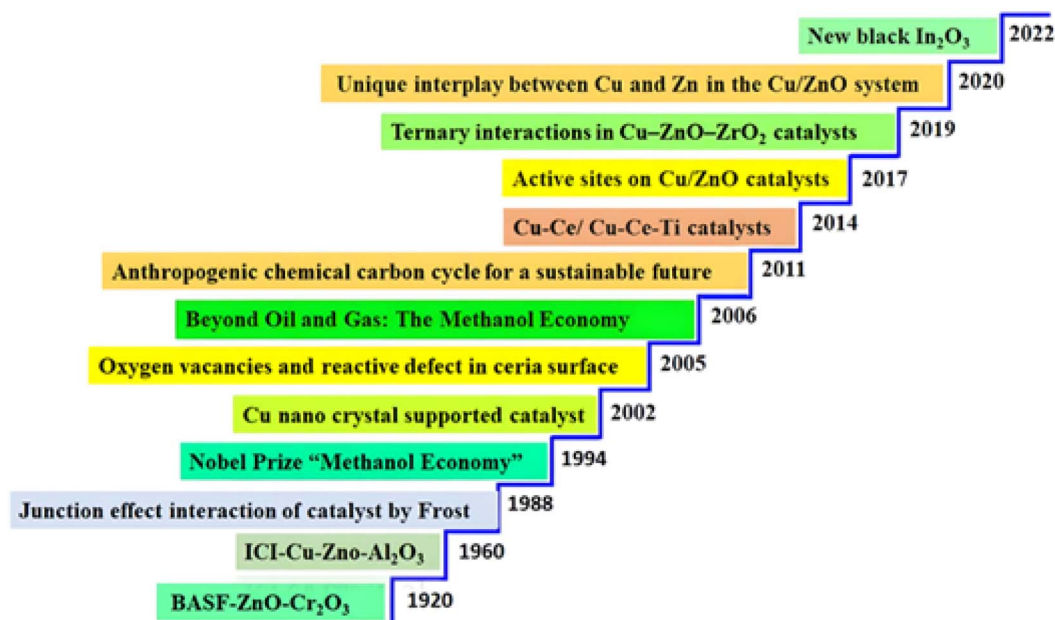 New black In₂O₃
2022
Unique interplay between Cu and Zn in the Cu/ZnO system
2020
Ternary interactions in Cu–ZnO–ZrO₂ catalysts
2019
Active sites on Cu/ZnO catalysts
2017
Cu-Ce/ Cu-Ce-Ti catalysts
2014
Anthropogenic chemical carbon cycle for a sustainable future
2011
Beyond Oil and Gas: The Methanol Economy
2006
Oxygen vacancies and reactive defect in ceria surface
2005
Cu nano crystal supported catalyst
2002
Nobel Prize “Methanol Economy”
1994
Junction effect interaction of catalyst by Frost
1988
ICI-Cu-Zno-Al₂O₃
1960
BASF-ZnO-Cr₂O₃
1920